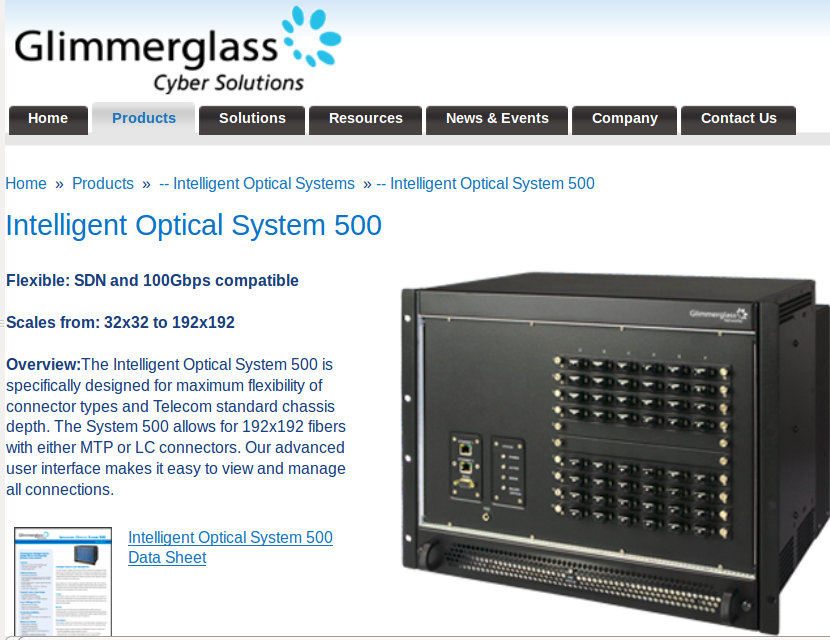 Glimmerglass
Cyber Solutions
Home Products Solutions Resources News & Events Company Contact Us
Home » Products » -- Intelligent Optical Systems » -- Intelligent Optical System 500
Intelligent Optical System 500
Flexible: SDN and 100Gbps compatible
Scales from: 32x32 to 192x192
Overview:The Intelligent Optical System 500 is
specifically designed for maximum flexibility of
connector types and Telecom standard chassis
depth. The System 500 allows for 192x192 fibers
with either MTP or LC connectors. Our advanced
user interface makes it easy to view and manage
all connections.
Glimmerglass
Intelligent Optical System 500
Data Sheet